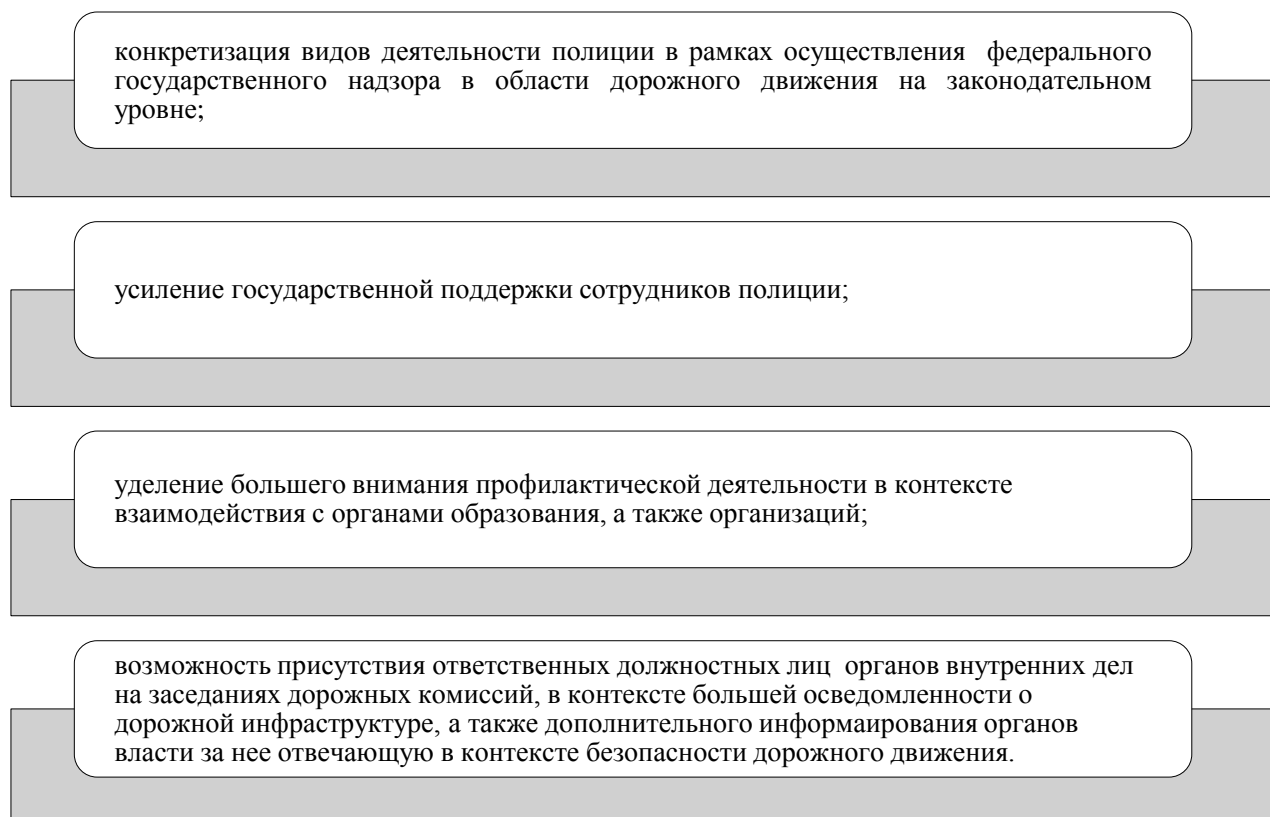 конкретизация видов деятельности полиции в рамках осуществления федерального
государственного надзора в области дорожного движения на законодательном
уровне;
усиление государственной поддержки сотрудников полиции;
уделение большего внимания профилактической деятельности в контексте
взаимодействия с органами образования, а также организаций;
возможность присутствия ответственных должностных лиц органов внутренних дел
на заседаниях дорожных комиссий, в контексте большей осведомленности о
дорожной инфраструктуре, а также дополнительного информаирования органов
власти за нее отвечающую в контексте безопасности дорожного движения.